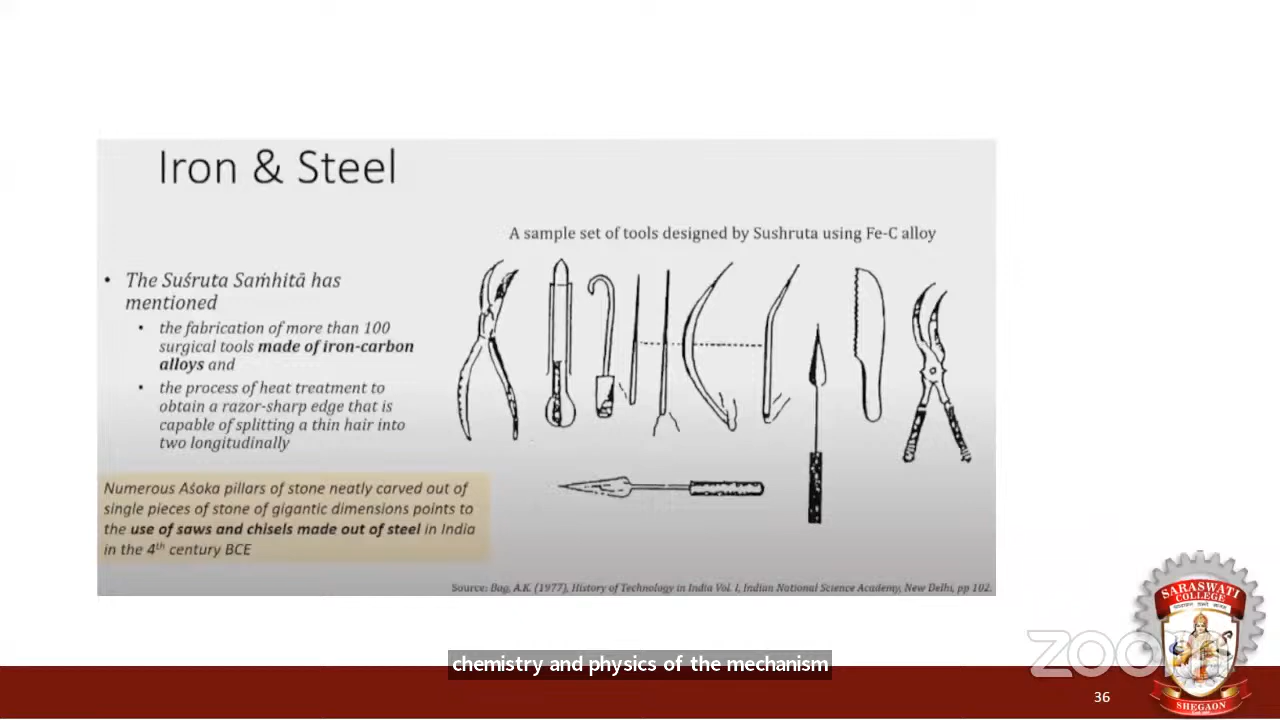 Iron & Steel
A sample set of tools designed by Sushruta using Fe-C alloy
• The Suśruta Saṁhitā has
mentioned
• the fabrication of more than 100
surgical tools made of iron-carbon
alloys and
• the process of heat treatment to
obtain a razor-sharp edge that is
capable of splitting a thin hair into
two longitudinally
Numerous Aśoka pillars of stone neatly carved out of
single pieces of stone of gigantic dimensions points to
the use of saws and chisels made out of steel in India
in the 4th century BCE
Source: Bag, A.K. (1977), History of Technology in India Vol. I, Indian National Science Academy, New Delhi, pp 102.
chemistry and physics of the mechanism
zoom
36
SARASWATI
COLLEGE
SHEGAON